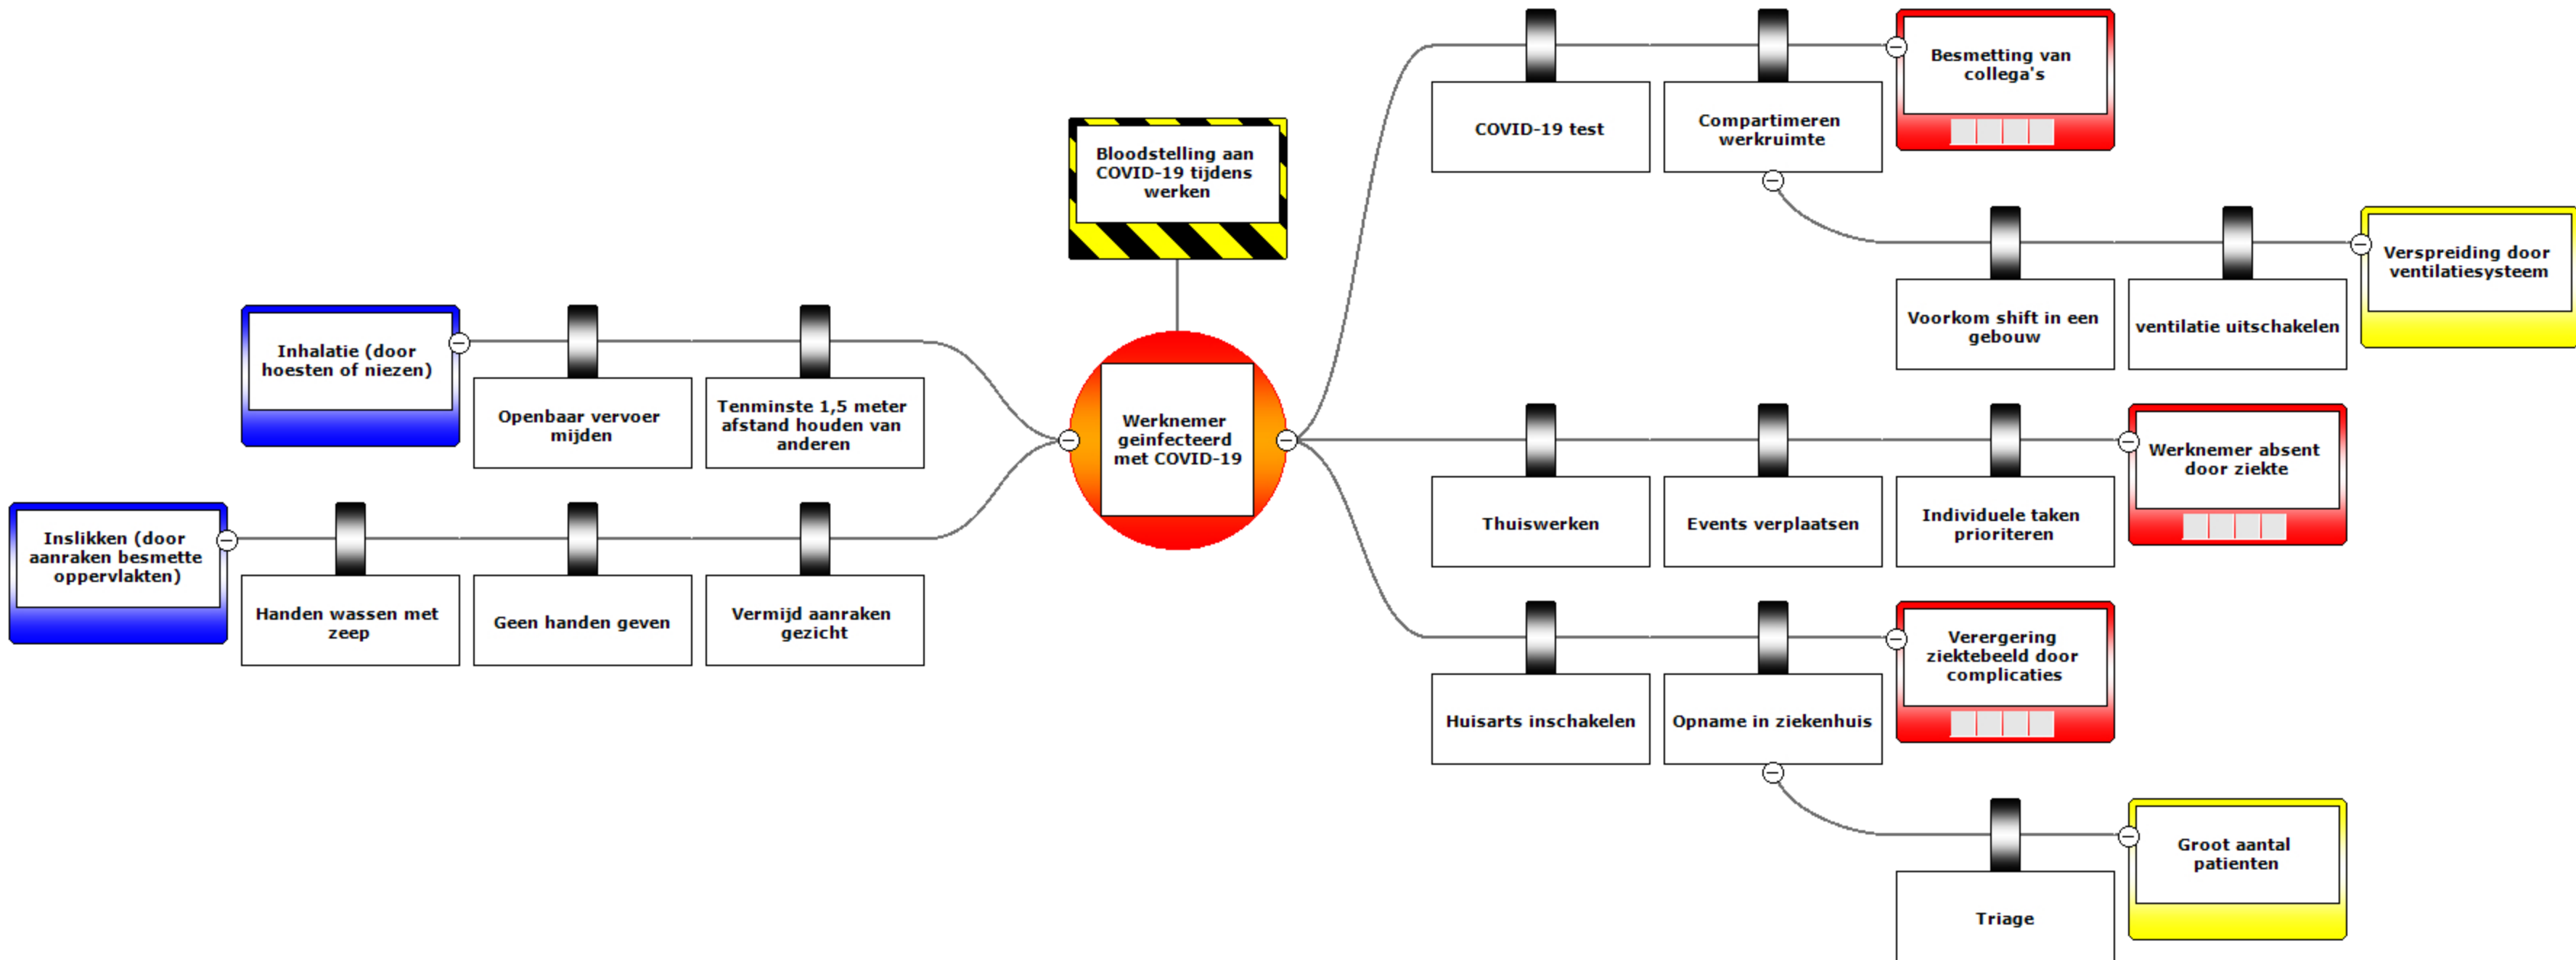 Besmetting van
collega's
COVID-19 test
Compartimeren
werkruimte
Bloodstelling aan
COVID-19 tijdens
werken
Verspreiding door
ventilatiesysteem
Voorkom shift in een
gebouw
ventilatie uitschakelen
Inhalatie (door
hoesten of niezen)
Openbaar vervoer
mijden
Tenminste 1,5 meter
afstand houden van
anderen
Werknemer
geinfecteerd
met COVID-19
Werknemer absent
door ziekte
Thuiswerken
Events verplaatsen
Individuele taken
prioriteren
Inslikken (door
aanraken besmette
oppervlakten)
Handen wassen met
zeep
Geen handen geven
Vermijd aanraken
gezicht
Verergering
ziektebeeld door
complicaties
Huisarts inschakelen
Opname in ziekenhuis
Groot aantal
patienten
Triage